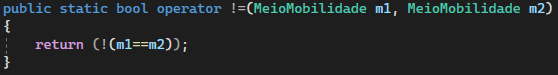 public static bool operator !=(MeioMobilidade m1, MeioMobilidade m2)
{
    return (!(m1==m2));
}